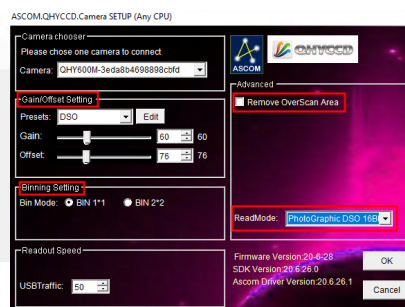 ASCOM.QHYCCD.Camera SETUP (Any CPU)
Camera chooser
Please chose one camera to connect
Camera: QHY600M-3eda8b4698898cbfd
Gain/Offset Setting
Presets: DSO Edit
Gain: 60 60
Offset: 76 76
Binning Setting
Bin Mode: BIN 1*1 BIN 2*2
Readout Speed
USBTraffic: 50
ASCOM
QHYCCD
Advanced
Remove OverScan Area
ReadMode: PhotoGraphic DSO 16B
Firmware Version:20-6-28
SDK Version:20.6.26.0
Ascom Driver Version:20.6.26.1
OK
Cancel